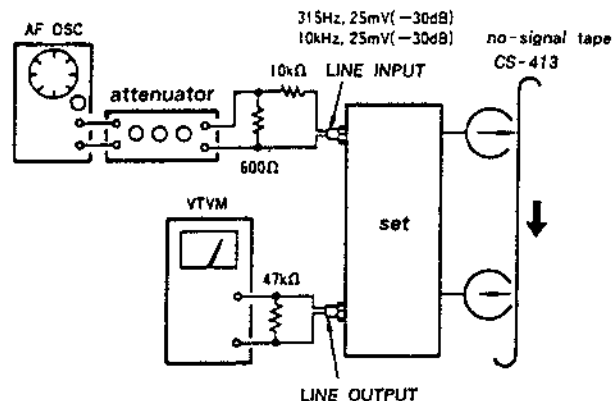 315Hz, 25mV(−30dB)
10kHz, 25mV(−30dB)
no-signal tape
CS-413
AF OSC
attenuator
10kΩ
LINE INPUT
600Ω
set
VTVM
47kΩ
LINE OUTPUT